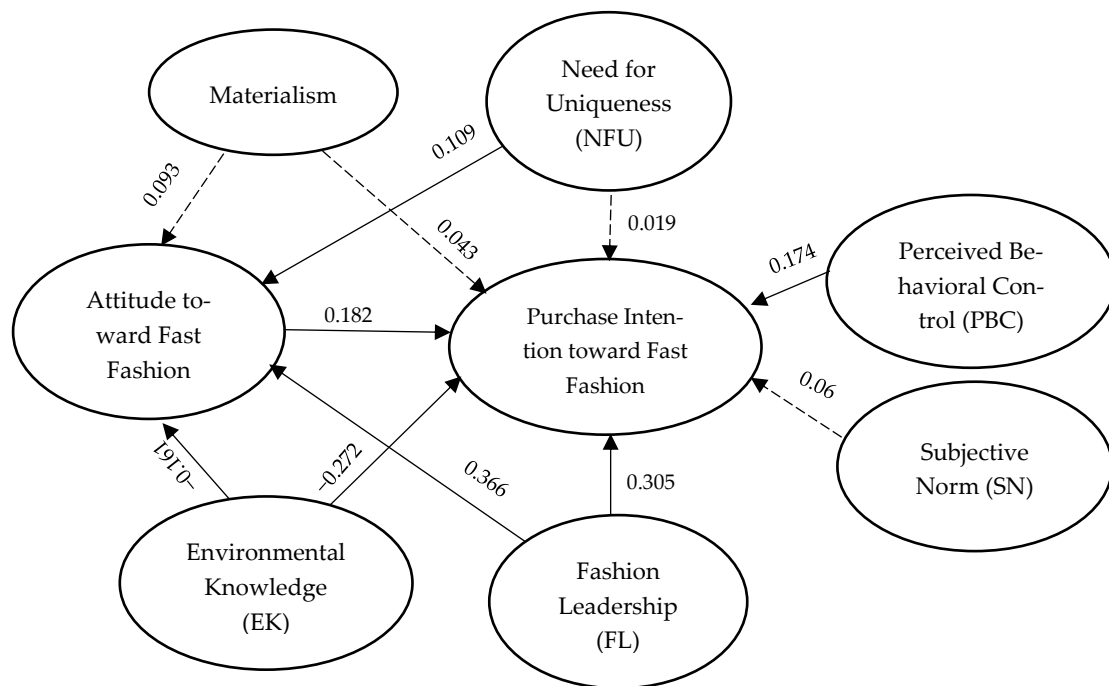 Materialism
Need for
Uniqueness
(NFU)
0.109
0.093
0.043
0.019
Perceived Be-
havioral Con-
trol (PBC)
0.174
Attitude to-
ward Fast
Fashion
0.182
Purchase Inten-
tion toward Fast
Fashion
0.06
Subjective
Norm (SN)
−0.161
−0.272
0.366
0.305
Environmental
Knowledge
(EK)
Fashion
Leadership
(FL)